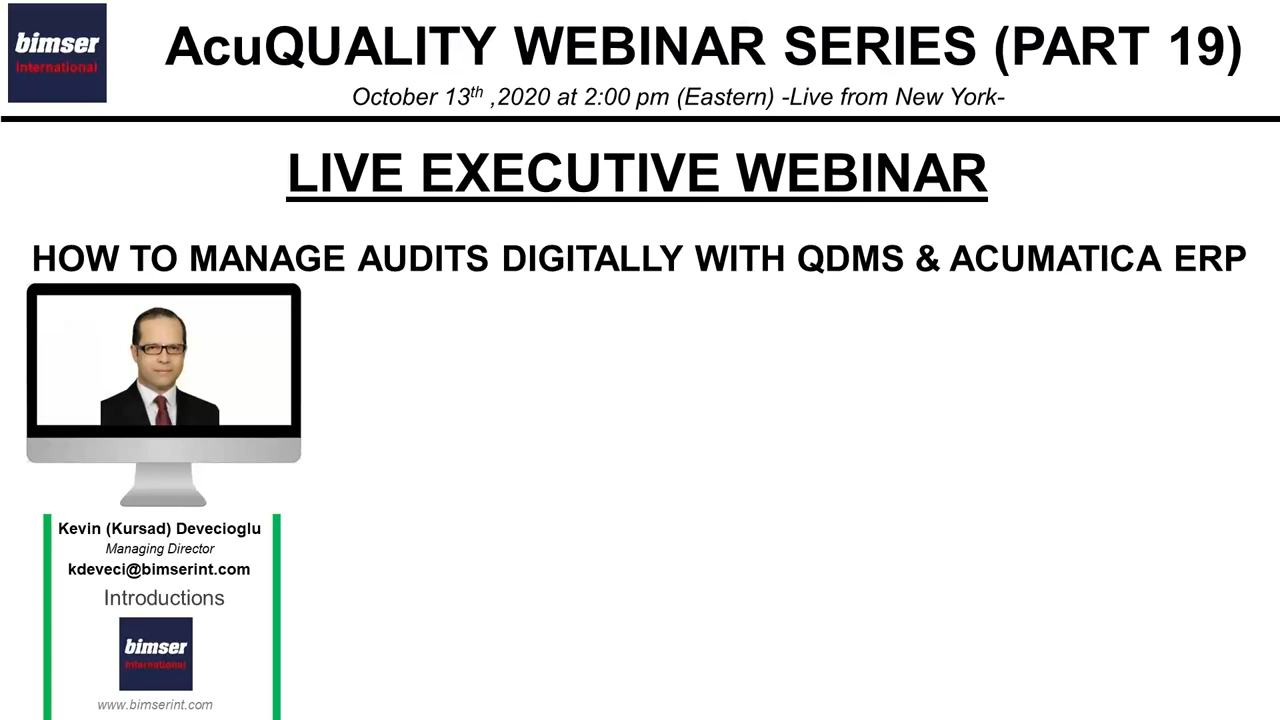 bimser
international
AcuQUALITY WEBINAR SERIES (PART 19)
October 13th ,2020 at 2:00 pm (Eastern) -Live from New York-
LIVE EXECUTIVE WEBINAR
HOW TO MANAGE AUDITS DIGITALLY WITH QDMS & ACUMATICA ERP
Kevin (Kursad) Devecioglu
Managing Director
kdeveci@bimserint.com
Introductions
bimser
international
www.bimserint.com